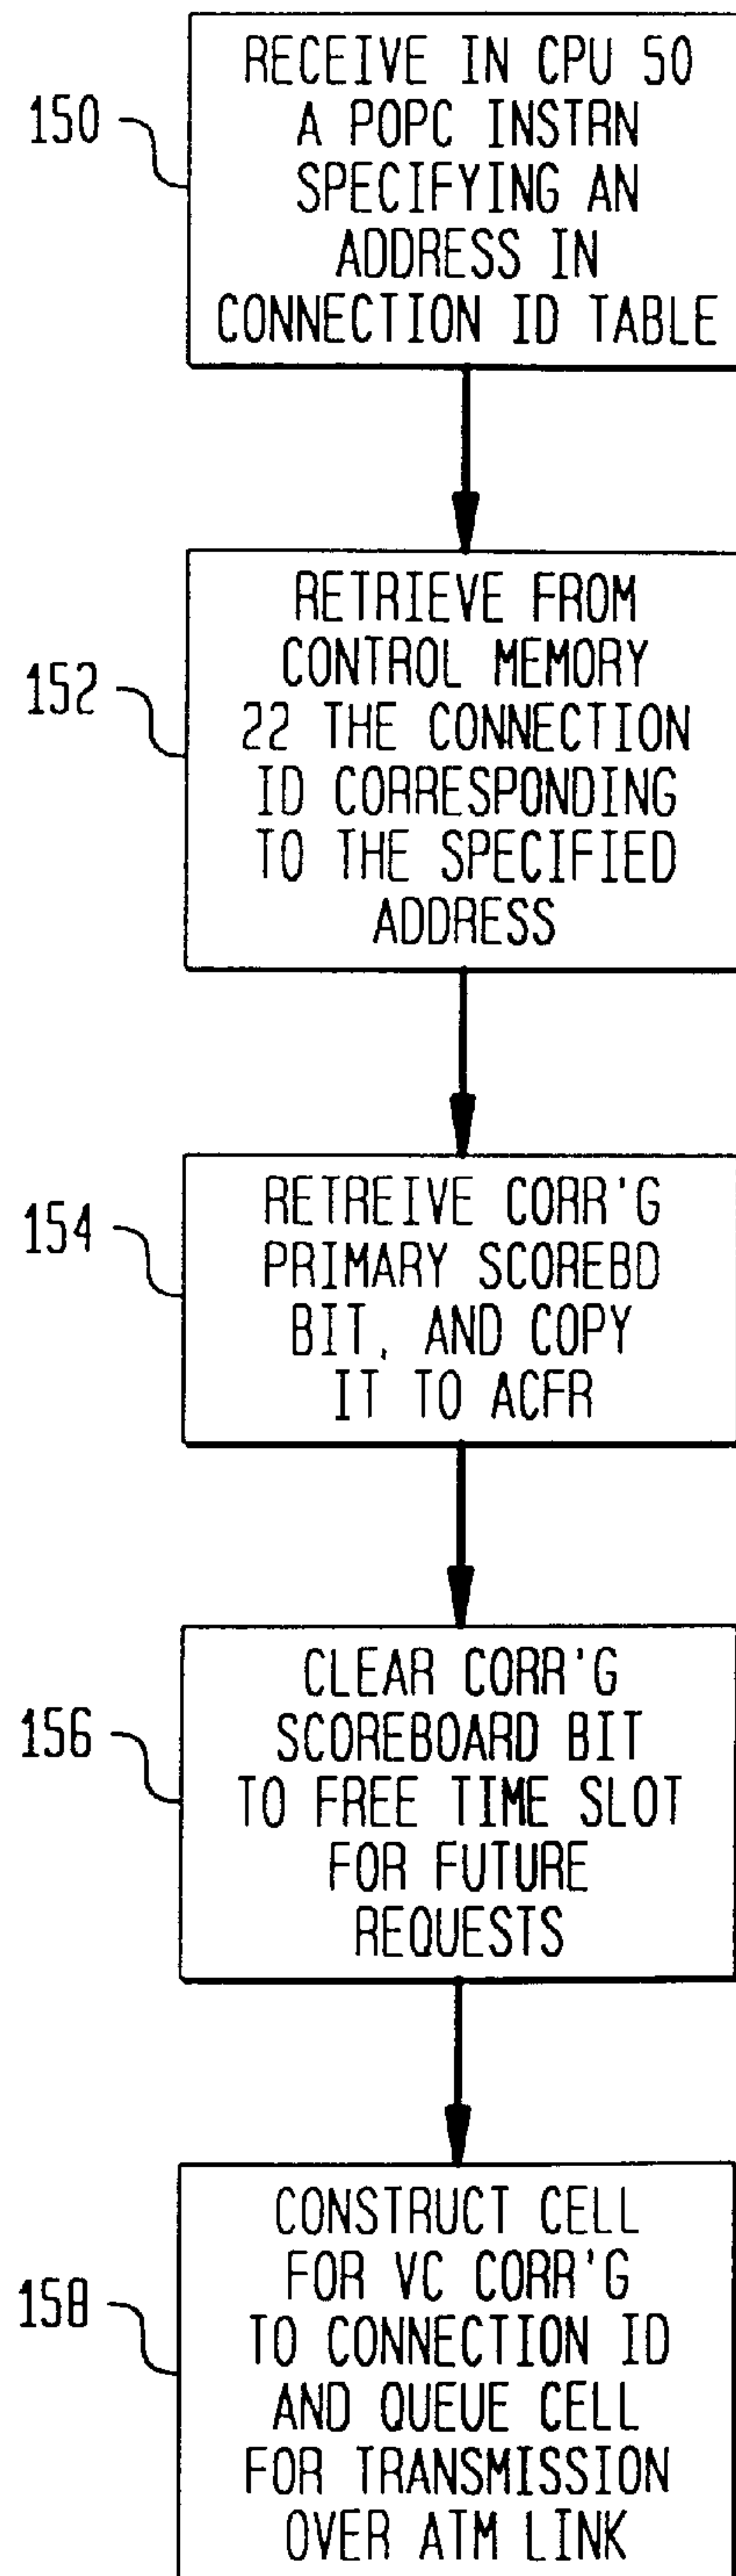 150
RECEIVE IN CPU 50
A POPC INSTRN
SPECIFYING AN
ADDRESS IN
CONNECTION ID TABLE
152
RETRIEVE FROM
CONTROL MEMORY
22 THE CONNECTION
ID CORRESPONDING
TO THE SPECIFIED
ADDRESS
154
RETREIVE CORR'G
PRIMARY SCOREBD
BIT, AND COPY
IT TO ACFR
156
CLEAR CORR'G
SCOREBOARD BIT
TO FREE TIME SLOT
FOR FUTURE
REQUESTS
158
CONSTRUCT CELL
FOR VC CORR'G
TO CONNECTION ID
AND QUEUE CELL
FOR TRANSMISSION
OVER ATM LINK